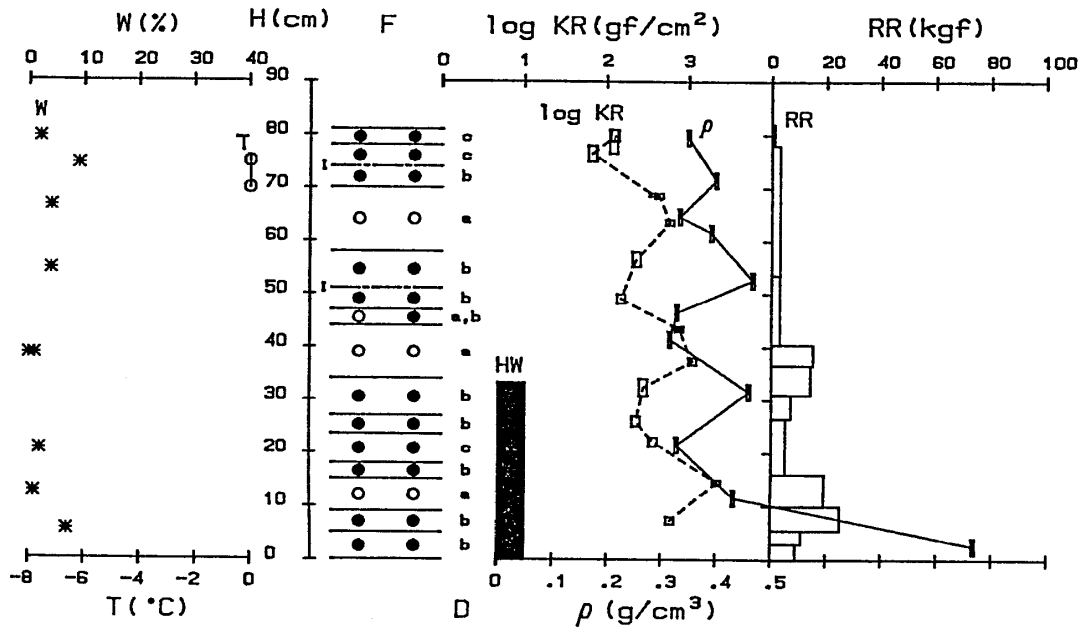 W(%) H(cm) F log KR(gf/cm²) RR(kgf)
0 10 20 30 40 0 1 2 3 4 0 20 40 60 80 100
90
W log KR ρ RR
80 c
T c
I b
70
a
60
b
50 I b
a,b
40 a
HW
30 b
b
20 c
b
10 a
b
0 b
-8 -6 -4 -2 0 0 .1 .2 .3 .4 .5
T(°C) D ρ(g/cm³)